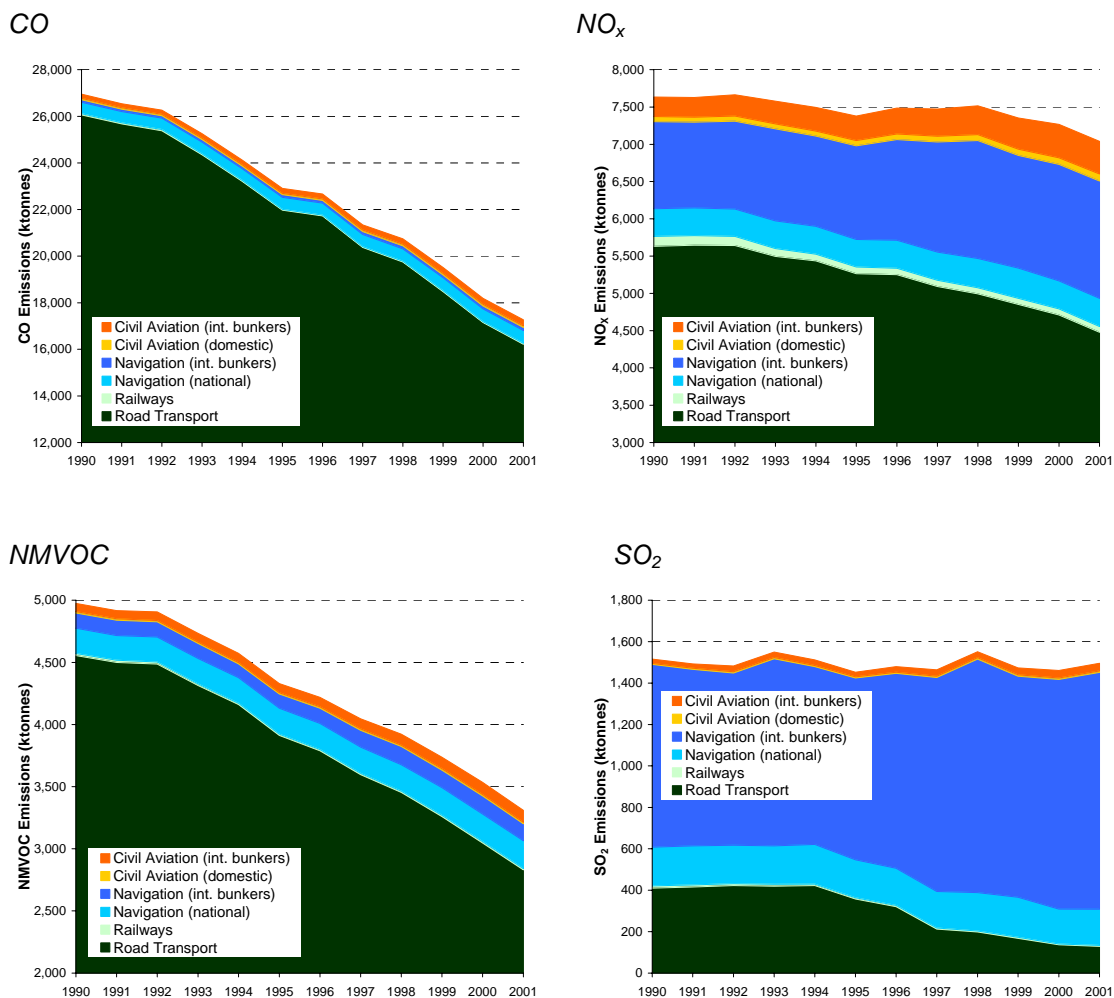 CO
CO Emissions (ktonnes)
28,000
26,000
24,000
22,000
20,000
18,000
16,000
14,000
12,000
Civil Aviation (int. bunkers)
Civil Aviation (domestic)
Navigation (int. bunkers)
Navigation (national)
Railways
Road Transport
1990 1991 1992 1993 1994 1995 1996 1997 1998 1999 2000 2001
NOx
NOX Emissions (ktonnes)
8,000
7,500
7,000
6,500
6,000
5,500
5,000
4,500
4,000
3,500
3,000
Civil Aviation (int. bunkers)
Civil Aviation (domestic)
Navigation (int. bunkers)
Navigation (national)
Railways
Road Transport
1990 1991 1992 1993 1994 1995 1996 1997 1998 1999 2000 2001
NMVOC
NMVOC Emissions (ktonnes)
5,000
4,500
4,000
3,500
3,000
2,500
2,000
Civil Aviation (int. bunkers)
Civil Aviation (domestic)
Navigation (int. bunkers)
Navigation (national)
Railways
Road Transport
1990 1991 1992 1993 1994 1995 1996 1997 1998 1999 2000 2001
SO2
SO2 Emissions (ktonnes)
1,800
1,600
1,400
1,200
1,000
800
600
400
200
0
Civil Aviation (int. bunkers)
Civil Aviation (domestic)
Navigation (int. bunkers)
Navigation (national)
Railways
Road Transport
1990 1991 1992 1993 1994 1995 1996 1997 1998 1999 2000 2001